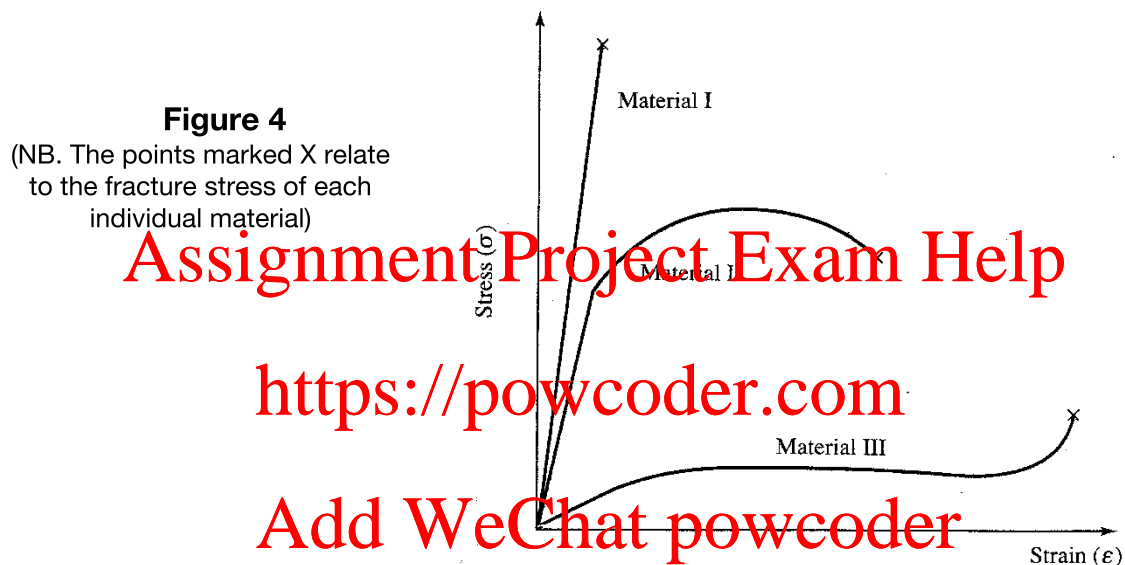 Figure 4
(NB. The points marked X relate
to the fracture stress of each
individual material)
Stress (σ)
Material I
Material
Material III
Strain (ε)
Assignment Project Exam Help
https://powcoder.com
Add WeChat powcoder